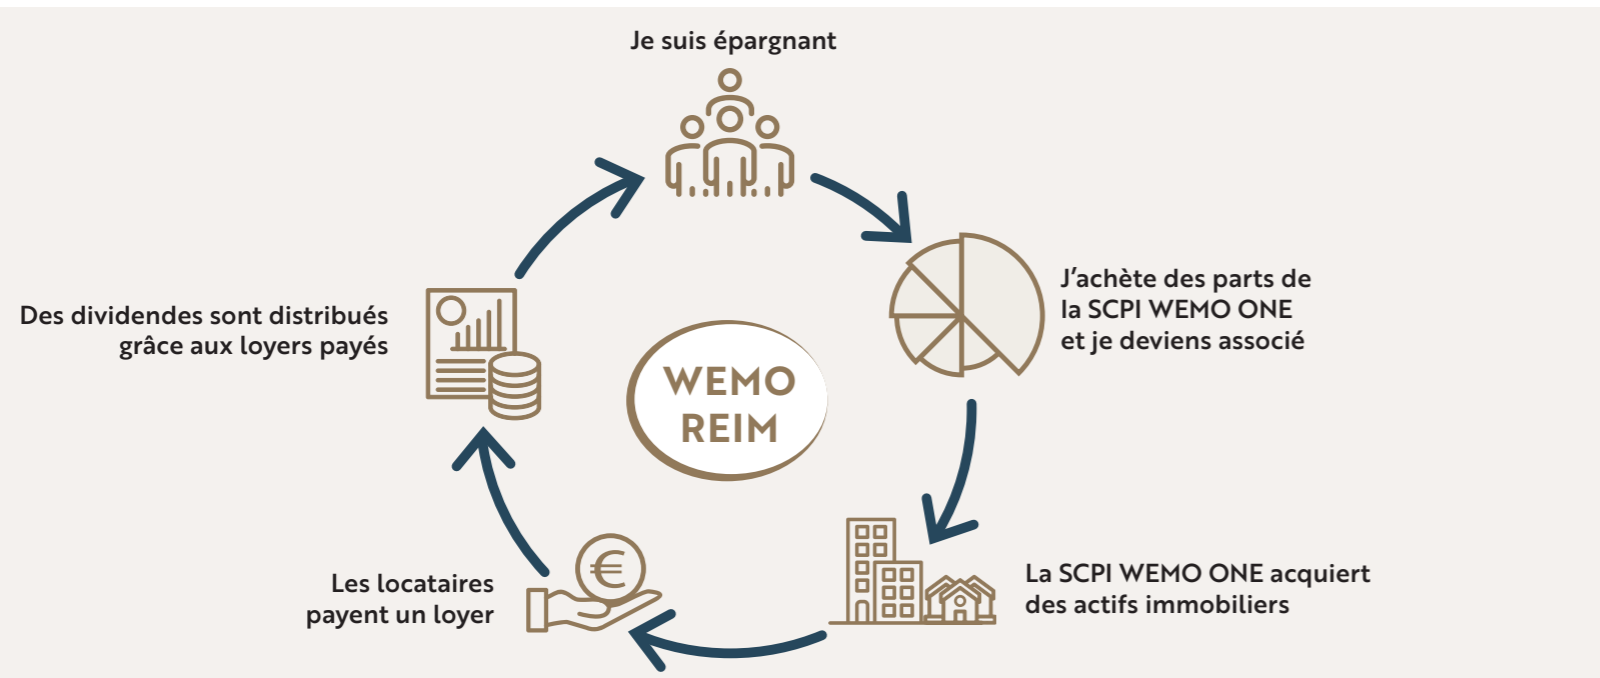 Je suis épargnant
J’achète des parts de
la SCPI WEMO ONE
et je deviens associé
La SCPI WEMO ONE acquiert
des actifs immobiliers
Les locataires
payent un loyer
Des dividendes sont distribués
grâce aux loyers payés
WEMO
REIM
€